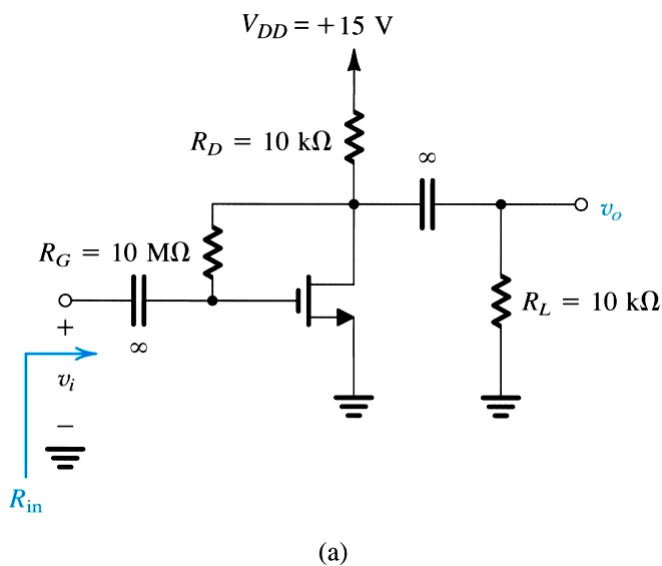 V_DD = +15 V
R_D = 10 kΩ
∞
v_o
R_G = 10 MΩ
R_L = 10 kΩ
+
∞
v_i
−
R_in
(a)